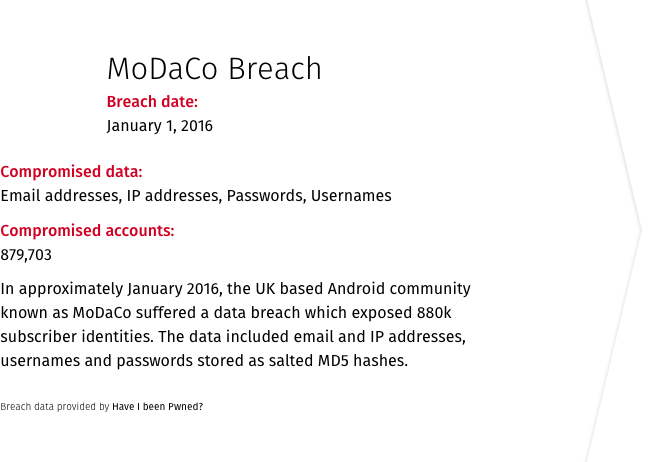 MoDaCo Breach
Breach date:
January 1, 2016
Compromised data:
Email addresses, IP addresses, Passwords, Usernames
Compromised accounts:
879,703
In approximately January 2016, the UK based Android community
known as MoDaCo suffered a data breach which exposed 880k
subscriber identities. The data included email and IP addresses,
usernames and passwords stored as salted MD5 hashes.
Breach data provided by Have I been Pwned?